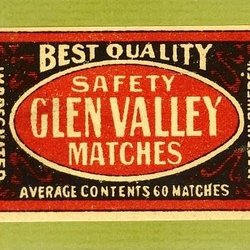 BEST QUALITY
SAFETY
GLEN VALLEY
MATCHES
AVERAGE CONTENTS 60 MATCHES